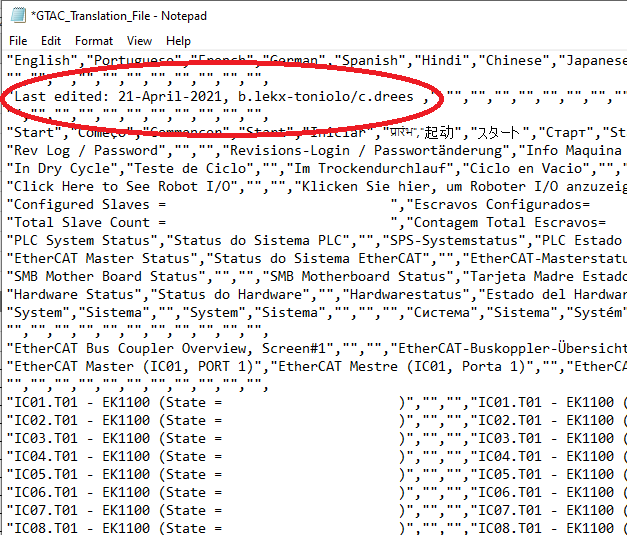 *GTAC_Translation_File - Notepad
File Edit Format View Help
"English","Portuguese","French","German","Spanish","Hindi","Chinese","Japanese
"","","","","","","","","","",
"Last edited: 21-April-2021, b.lekx-toniolo/c.drees ", "","","","","","","",
"","","","","","","","","","",
"Start","Começo","Commencon","Start","Iniciar","प्रारंभ","起动","スタート","Старт","St
"Rev Log / Password","","","Revisions-Login / Passwortänderung","Info Maquina
"In Dry Cycle","Teste de Ciclo","","Im Trockendurchlauf","Ciclo en Vacio","",""
"Click Here to See Robot I/O","","","Klicken Sie hier, um Roboter I/O anzuzeig
"Configured Slaves = ","Escravos Configurados=
"Total Slave Count = ","Contagem Total Escravos=
"PLC System Status","Status do Sistema PLC","","SPS-Systemstatus","PLC Estado
"EtherCAT Master Status","Status do Sistema EtherCAT","","EtherCAT-Masterstatu
"SMB Mother Board Status","","","SMB Motherboard Status","Tarjeta Madre Estado
"Hardware Status","Status do Hardware","","Hardwarestatus","Estado del Hardwar
"System","Sistema","","System","Sistema","","","","Система","Sistema","Systém"
"","","","","","","","","","",
"EtherCAT Bus Coupler Overview, Screen#1","","","EtherCAT-Buskoppler-Übersicht
"EtherCAT Master (IC01, PORT 1)","EtherCAT Mestre (IC01, Porta 1)","","EtherCA
"","","","","","","","","","",
"IC01.T01 - EK1100 (State = )","","","IC01.T01 - EK1100 (
"IC02.T01 - EK1100 (State = )","","","IC02.T01 - EK1100 (
"IC03.T01 - EK1100 (State = )","","","IC03.T01 - EK1100 (
"IC04.T01 - EK1100 (State = )","","","IC04.T01 - EK1100 (
"IC05.T01 - EK1100 (State = )","","","IC05.T01 - EK1100 (
"IC06.T01 - EK1100 (State = )","","","IC06.T01 - EK1100 (
"IC07.T01 - EK1100 (State = )","","","IC07.T01 - EK1100 (
"IC08.T01 - EK1100 (State = )","","","IC08.T01 - EK1100 (